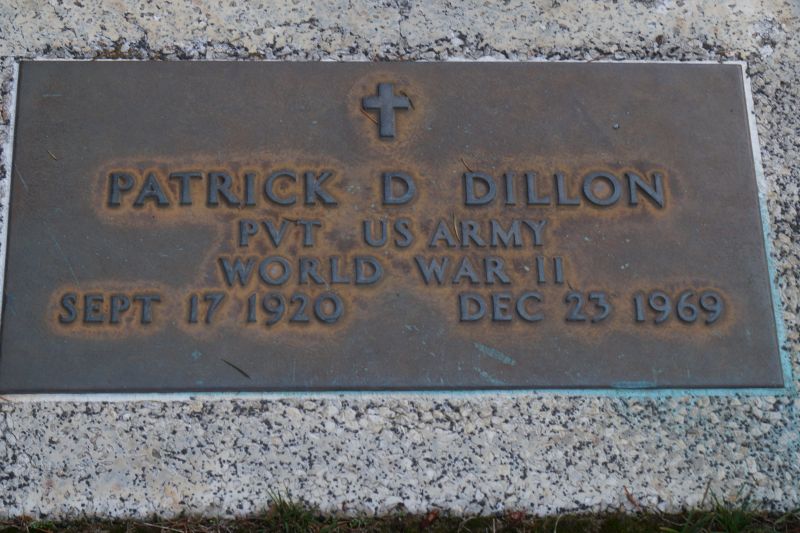 PATRICK D DILLON
PVT US ARMY
WORLD WAR II
SEPT 17 1920 DEC 23 1969